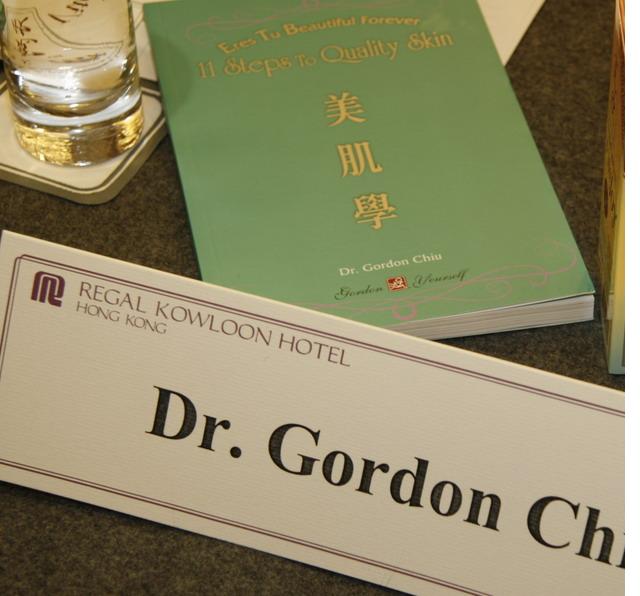 Eres Tu Beautiful Forever
11 Steps To Quality Skin
美
肌
學
Dr. Gordon Chiu
Gordon Yourself
REGAL KOWLOON HOTEL
HONG KONG
Dr. Gordon Chi